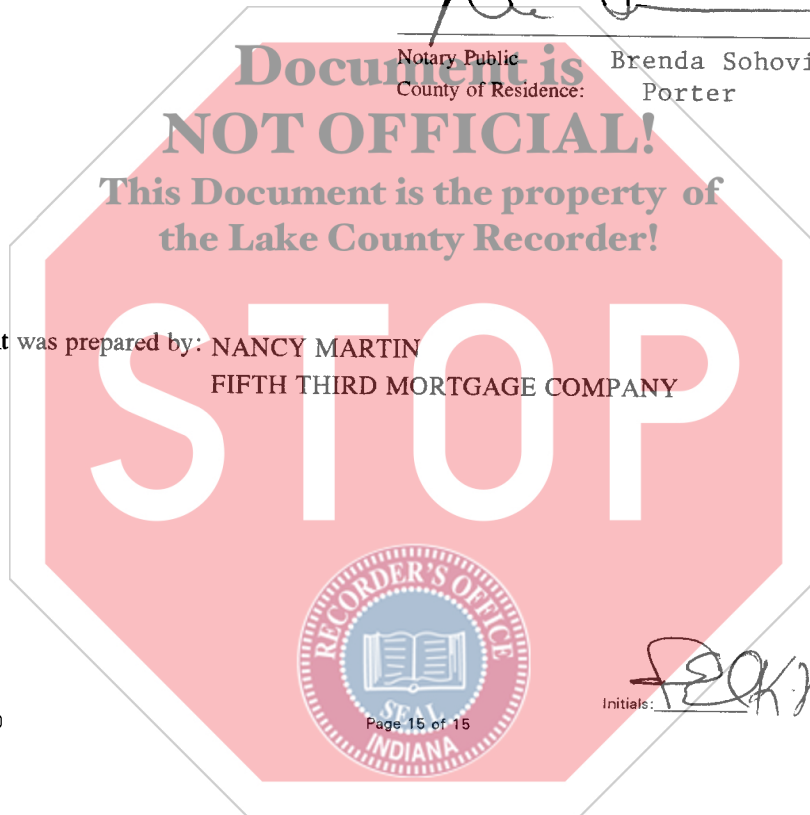 Document is
Notary Public Brenda Sohovi
County of Residence: Porter
NOT OFFICIAL!
This Document is the property of
the Lake County Recorder!
STOP
t was prepared by: NANCY MARTIN
FIFTH THIRD MORTGAGE COMPANY
RECORDER'S OFFICE
SEAL
INDIANA
Initials:
Page 15 of 15